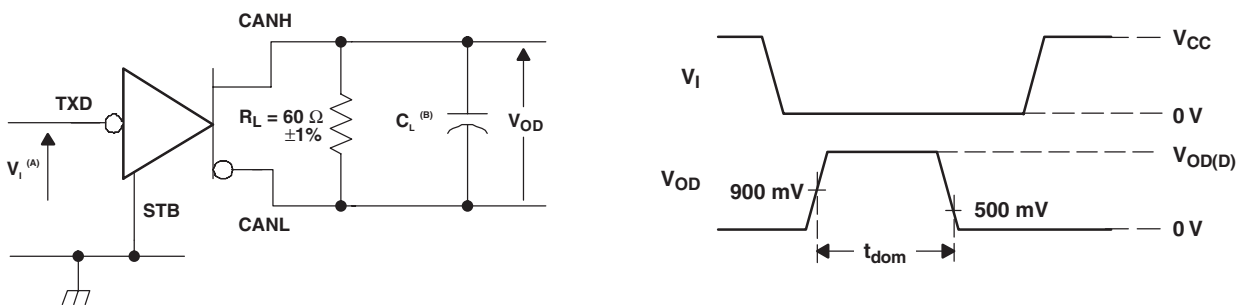 CANH
TXD
R_L = 60 Ω
±1%
C_L (B)
V_OD
V_I (A)
STB
CANL
V_I
V_CC
0 V
V_OD
900 mV
V_OD(D)
500 mV
0 V
t_dom